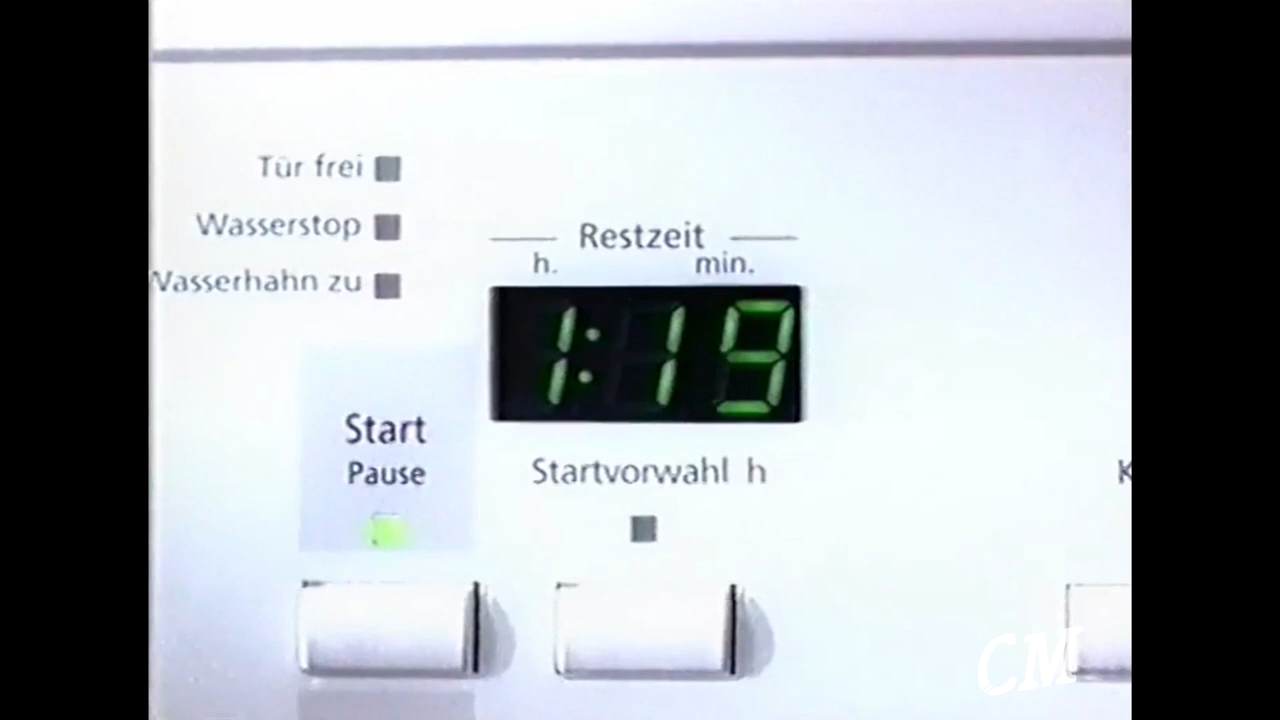 Tür frei
Wasserstop
Wasserhahn zu
Restzeit
h. min.
1:19
Start
Pause
Startvorwahl h
K
CM